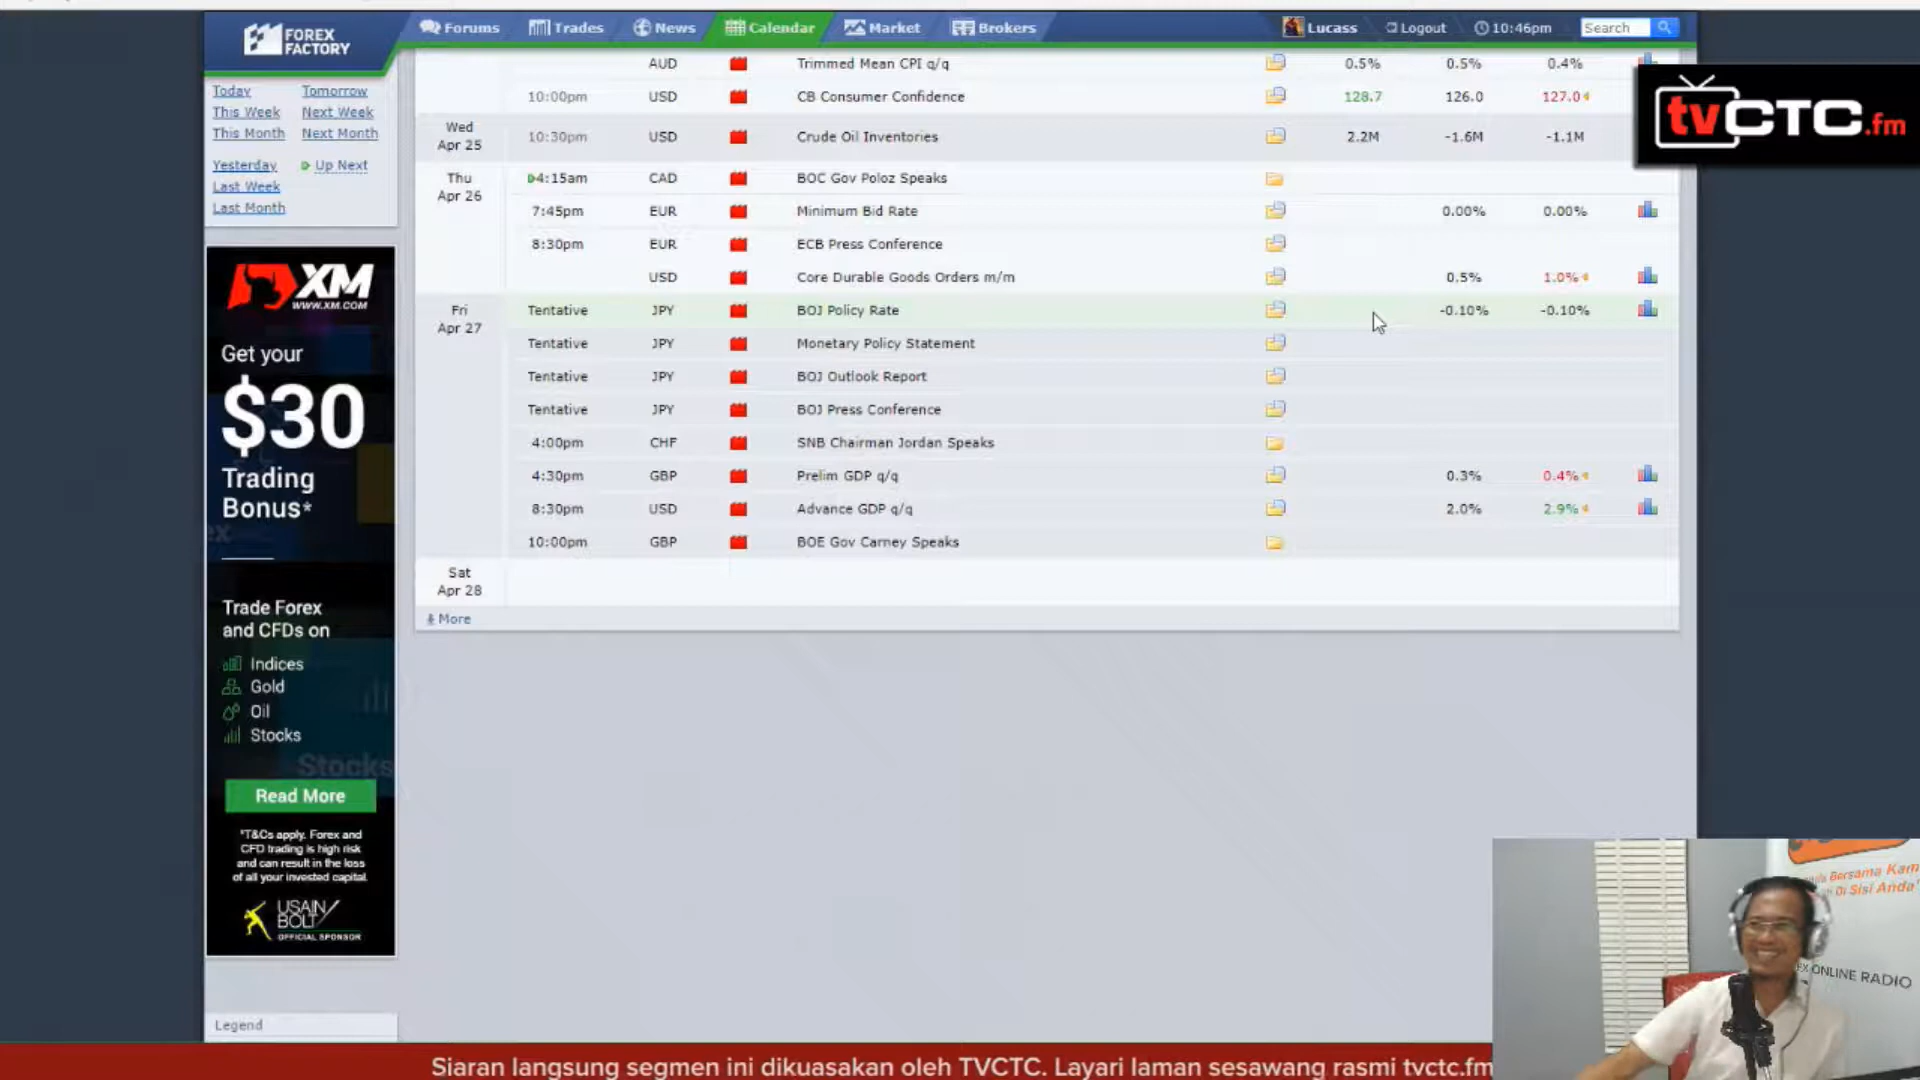 FOREX
FACTORY
Forums
Trades
News
Calendar
Market
Brokers
Lucass
Logout
10:46pm
Search
tvCTC.fm
Today
Tomorrow
This Week
Next Week
This Month
Next Month
Yesterday
Up Next
Last Week
Last Month
AUD Trimmed Mean CPI q/q 0.5% 0.5% 0.4%
10:00pm USD CB Consumer Confidence 128.7 126.0 127.0
Wed
Apr 25
10:30pm USD Crude Oil Inventories 2.2M -1.6M -1.1M
Thu
Apr 26
4:15am CAD BOC Gov Poloz Speaks
7:45pm EUR Minimum Bid Rate 0.00% 0.00%
8:30pm EUR ECB Press Conference
USD Core Durable Goods Orders m/m 0.5% 1.0%
Fri
Apr 27
Tentative JPY BOJ Policy Rate -0.10% -0.10%
Tentative JPY Monetary Policy Statement
Tentative JPY BOJ Outlook Report
Tentative JPY BOJ Press Conference
4:00pm CHF SNB Chairman Jordan Speaks
4:30pm GBP Prelim GDP q/q 0.3% 0.4%
8:30pm USD Advance GDP q/q 2.0% 2.9%
10:00pm GBP BOE Gov Carney Speaks
Sat
Apr 28
More
XM
WWW.XM.COM
Get your
$30
Trading
Bonus*
Trade Forex
and CFDs on
Indices
Gold
Oil
Stocks
Stocks
Read More
*T&Cs apply. Forex and
CFD trading is high risk
and can result in the loss
of all your invested capital.
USAIN
BOLT
OFFICIAL SPONSOR
Legend
Bersama Kam
Di Sisi Anda"
EX ONLINE RADIO
Siaran langsung segmen ini dikuasakan oleh TVCTC. Layari laman sesawang rasmi tvctc.fm